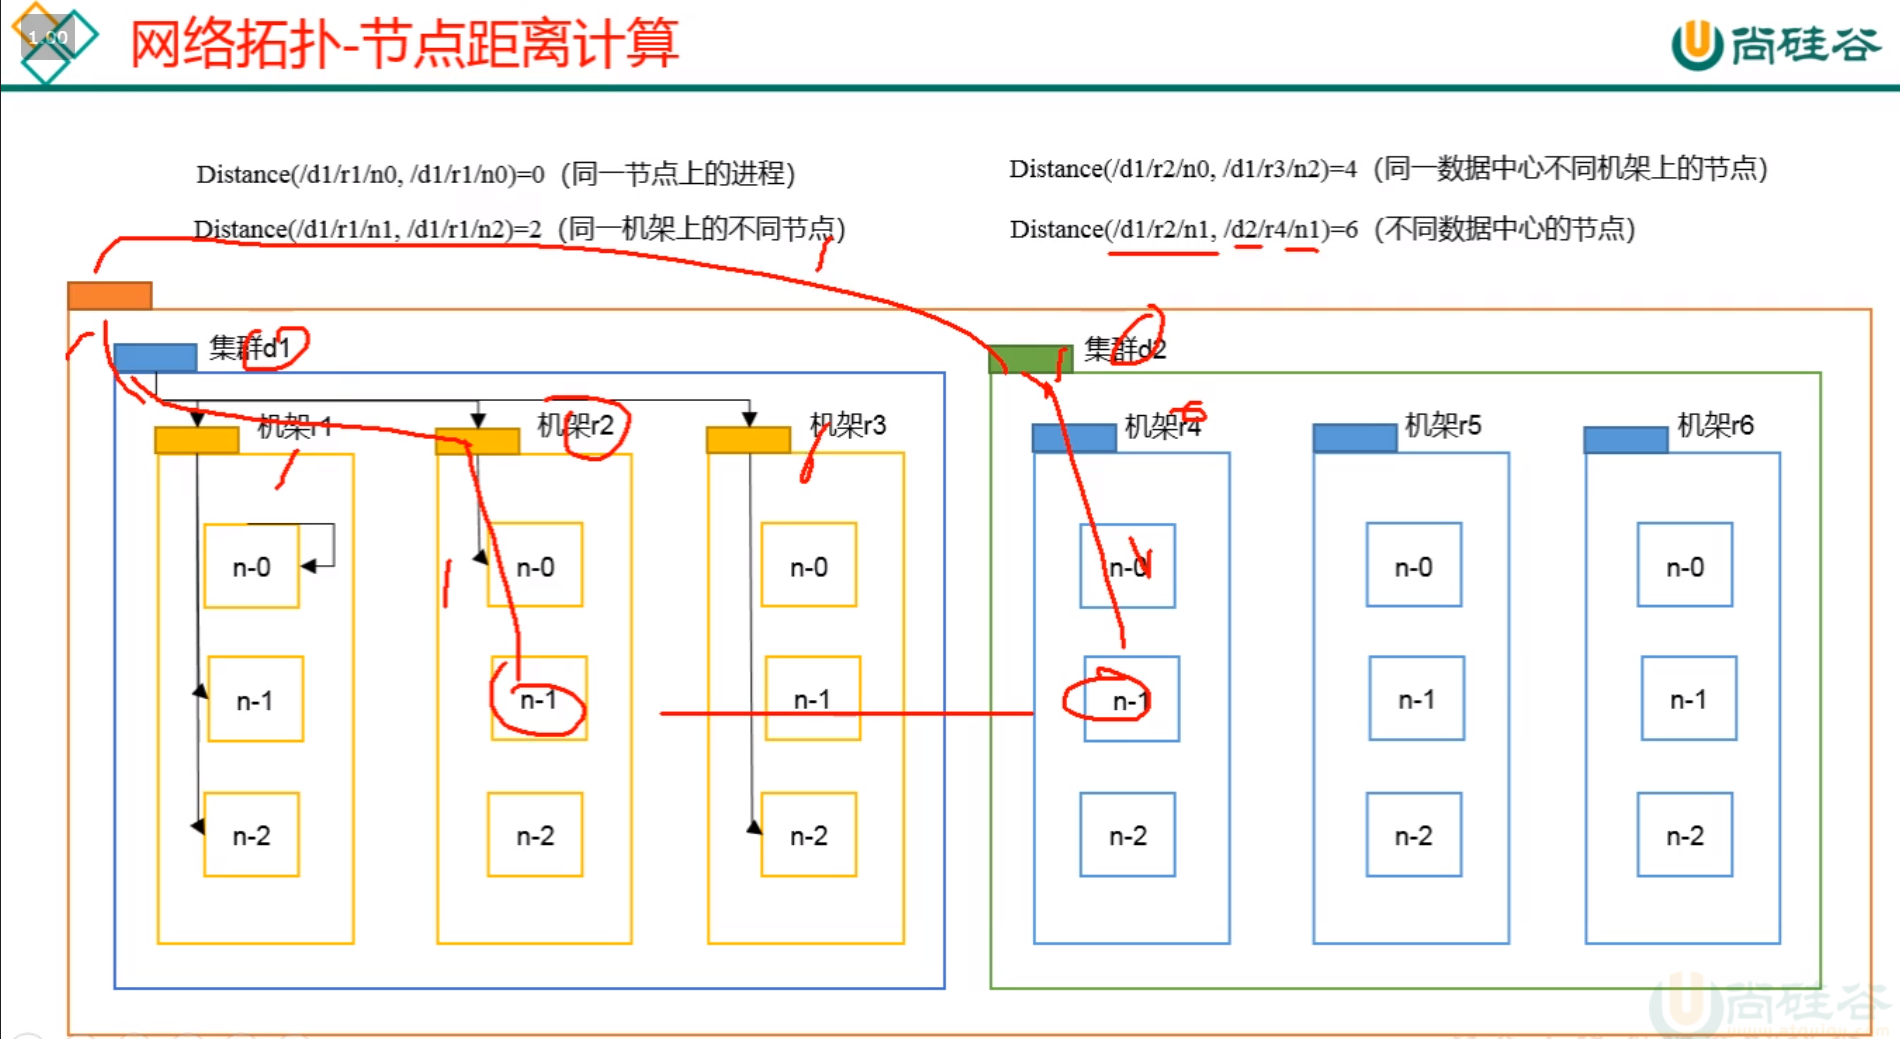 1.00
网络拓扑-节点距离计算
尚硅谷
Distance(/d1/r1/n0, /d1/r1/n0)=0（同一节点上的进程）
Distance(/d1/r2/n0, /d1/r3/n2)=4（同一数据中心不同机架上的节点）
Distance(/d1/r1/n1, /d1/r1/n2)=2（同一机架上的不同节点）
Distance(/d1/r2/n1, /d2/r4/n1)=6（不同数据中心的节点）
集群d1
集群d2
机架r1
机架r2
机架r3
机架r4
机架r5
机架r6
n-0
n-0
n-0
n-0
n-0
n-0
n-1
n-1
n-1
n-1
n-1
n-1
n-2
n-2
n-2
n-2
n-2
n-2
尚硅谷